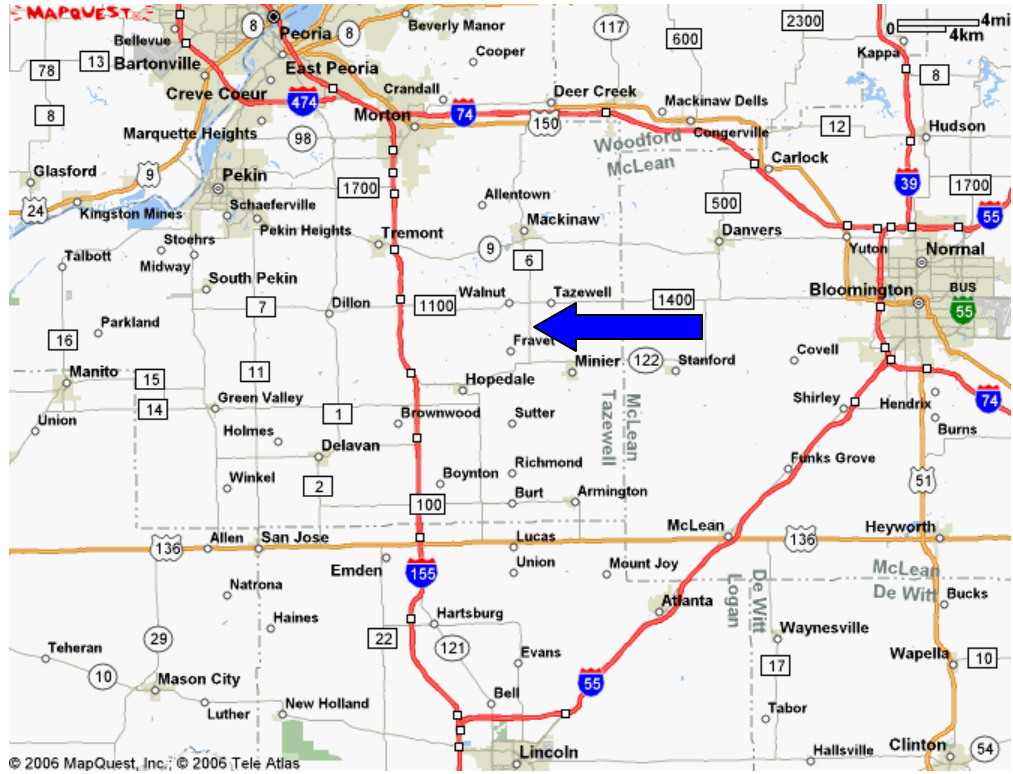 MAPQUEST
Peoria
8
8
Beverly Manor
117
2300
4mi
0
4km
Bellevue
600
Kappa
78
13
Bartonville
East Peoria
Cooper
8
Creve Coeur
474
Crandall
Deer Creek
8
Morton
74
150
Mackinaw Dells
Marquette Heights
98
Congerville
12
Hudson
Woodford
McLean
Carlock
Glasford
9
Pekin
1700
39
1700
24
Kingston Mines
Schaeferville
Allentown
500
55
Pekin Heights
Mackinaw
Stoehrs
Tremont
9
Danvers
Yuton
Normal
Talbott
Midway
6
South Pekin
Bloomington
BUS
55
7
Dillon
1100
Walnut
Tazewell
1400
Parkland
16
Fravet
Covell
11
Minier
122
Stanford
Manito
15
Hopedale
74
14
Green Valley
1
Brownwood
Sutter
McLean
Tazewell
Shirley
Hendrix
Union
Holmes
Burns
Delavan
Funks Grove
Winkel
2
Boynton
Richmond
51
100
Burt
Armington
136
Allen
San Jose
Lucas
McLean
136
Heyworth
Emden
155
Union
Mount Joy
McLean
De Witt
Natrona
Logan
De Witt
Bucks
Haines
Hartsburg
Atlanta
29
22
121
Waynesville
Teheran
Evans
Wapella
10
17
10
Mason City
55
Bell
Luther
New Holland
Tabor
Lincoln
Hallsville
Clinton
54
© 2006 MapQuest, Inc.; © 2006 Tele Atlas